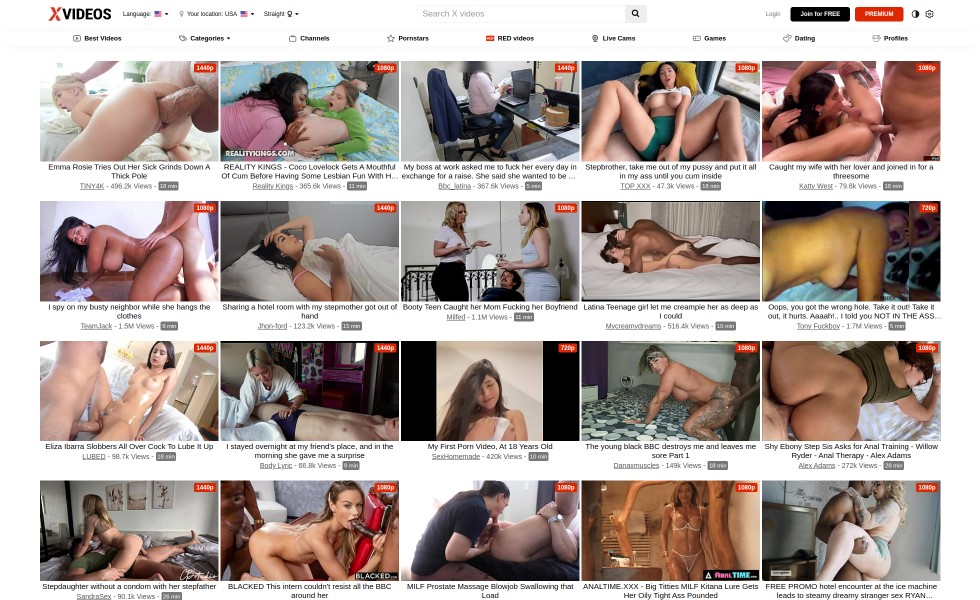 XVIDEOS Language: Your location: USA Straight Search X videos Login Join for FREE PREMIUM
Best Videos Categories Channels Pornstars RED videos Live Cams Games Dating Profiles
1440p 1080p 1440p 1080p 1080p
REALITYKINGS.COM
Emma Rosie Tries Out Her Sick Grinds Down A Thick Pole
TINY4K - 496.2k Views - 18 min
REALITY KINGS - Coco Lovelock Gets A Mouthful Of Cum Before Having Some Lesbian Fun With H...
Reality Kings - 365.6k Views - 11 min
My boss at work asked me to fuck her every day in exchange for a raise. She said she wanted to be ...
Bbc_latina - 367.6k Views - 5 min
Stepbrother, take me out of my pussy and put it all in my ass until you cum inside
TOP XXX - 47.3k Views - 18 min
Caught my wife with her lover and joined in for a threesome
Katty West - 79.8k Views - 18 min
1080p 1440p 1080p 720p
I spy on my busty neighbor while she hangs the clothes
TeamJack - 1.5M Views - 9 min
Sharing a hotel room with my stepmother got out of hand
Jhon-ford - 123.2k Views - 15 min
Booty Teen Caught her Mom Fucking her Boyfriend
Milfed - 1.1M Views - 11 min
Latina Teenage girl let me creampie her as deep as I could
Mycreamydreams - 516.4k Views - 10 min
Oops, you got the wrong hole. Take it out! Take it out, it hurts. Aaaah!.. I told you NOT IN THE ASS...
Tony Fuckboy - 1.7M Views - 5 min
1440p 1440p 720p 1080p 1080p
Eliza Ibarra Slobbers All Over Cock To Lube It Up
LUBED - 98.7k Views - 18 min
I stayed overnight at my friend's place, and in the morning she gave me a surprise
Body Lyric - 66.8k Views - 9 min
My First Porn Video, At 18 Years Old
SexHomemade - 420k Views - 10 min
The young black BBC destroys me and leaves me sore Part 1
Danaxmuscles - 149k Views - 16 min
Shy Ebony Step Sis Asks for Anal Training - Willow Ryder - Anal Therapy - Alex Adams
Alex Adams - 272k Views - 26 min
1440p 1080p 1080p 1080p 1080p
BLACKED.COM ANALTIME.XXX
Stepdaughter without a condom with her stepfather
SandraSex - 90.1k Views - 26 min
BLACKED This intern couldn't resist all the BBC around her
MILF Prostate Massage Blowjob Swallowing that Load
ANALTIME.XXX - Big Titties MILF Kitana Lure Gets Her Oily Tight Ass Pounded
FREE PROMO hotel encounter at the ice machine leads to steamy dreamy stranger sex RYAN...